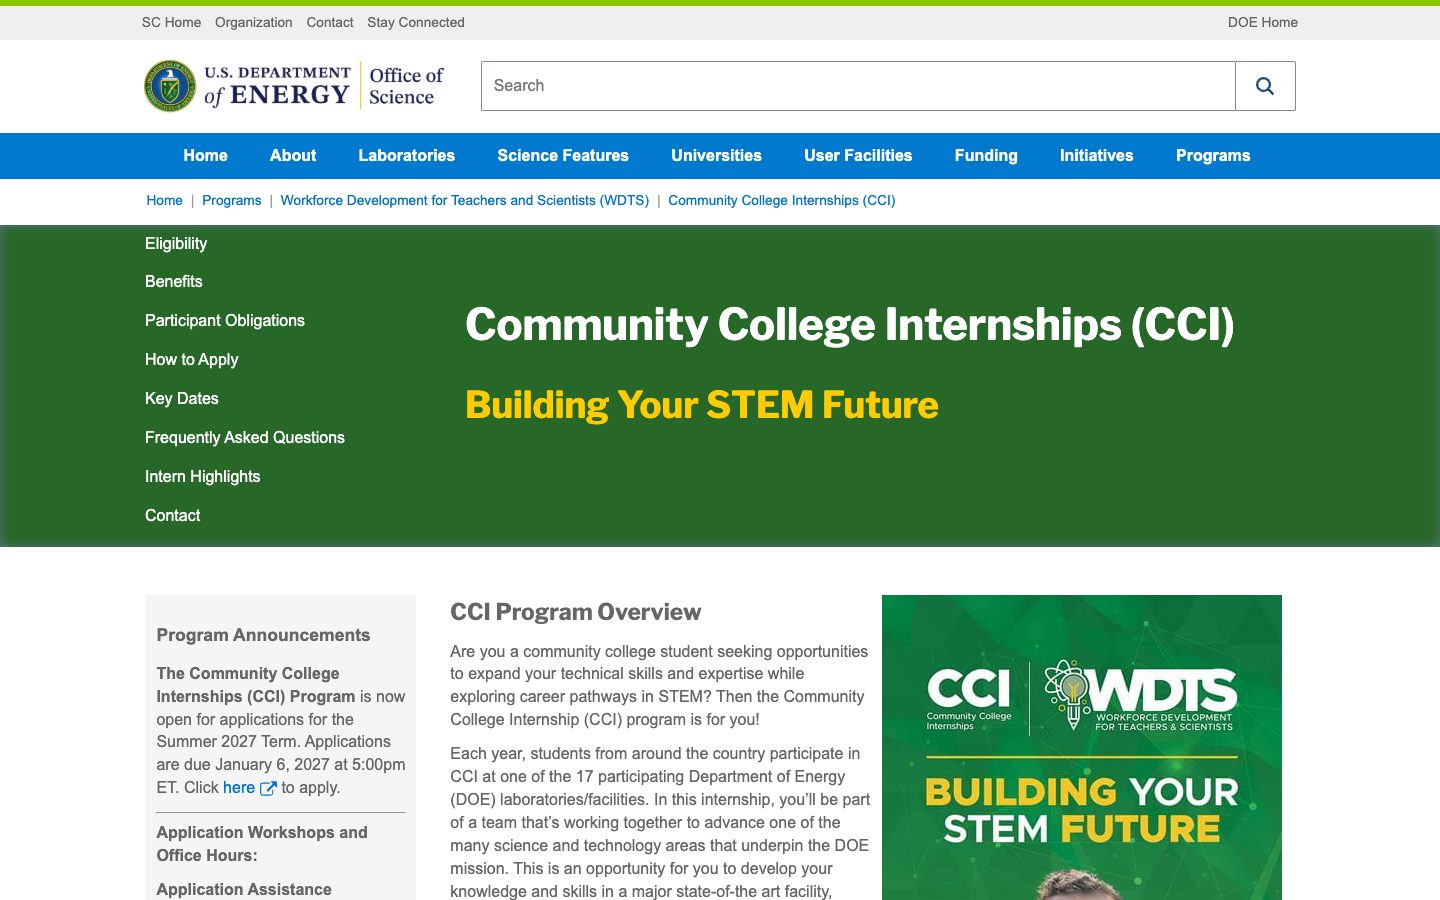 SC Home Organization Contact Stay Connected DOE Home
U.S. DEPARTMENT of ENERGY Office of Science
Search
Home About Laboratories Science Features Universities User Facilities Funding Initiatives Programs
Home | Programs | Workforce Development for Teachers and Scientists (WDTS) | Community College Internships (CCI)
Eligibility
Benefits
Participant Obligations
How to Apply
Key Dates
Frequently Asked Questions
Intern Highlights
Contact
Community College Internships (CCI)
Building Your STEM Future
Program Announcements
The Community College
Internships (CCI) Program is now
open for applications for the
Summer 2027 Term. Applications
are due January 6, 2027 at 5:00pm
ET. Click here to apply.
Application Workshops and
Office Hours:
Application Assistance
CCI Program Overview
Are you a community college student seeking opportunities
to expand your technical skills and expertise while
exploring career pathways in STEM? Then the Community
College Internship (CCI) program is for you!
Each year, students from around the country participate in
CCI at one of the 17 participating Department of Energy
(DOE) laboratories/facilities. In this internship, you’ll be part
of a team that’s working together to advance one of the
many science and technology areas that underpin the DOE
mission. This is an opportunity for you to develop your
knowledge and skills in a major state-of-the art facility,
CCI
Community College
Internships
WDTS
WORKFORCE DEVELOPMENT
FOR TEACHERS & SCIENTISTS
BUILDING YOUR
STEM FUTURE